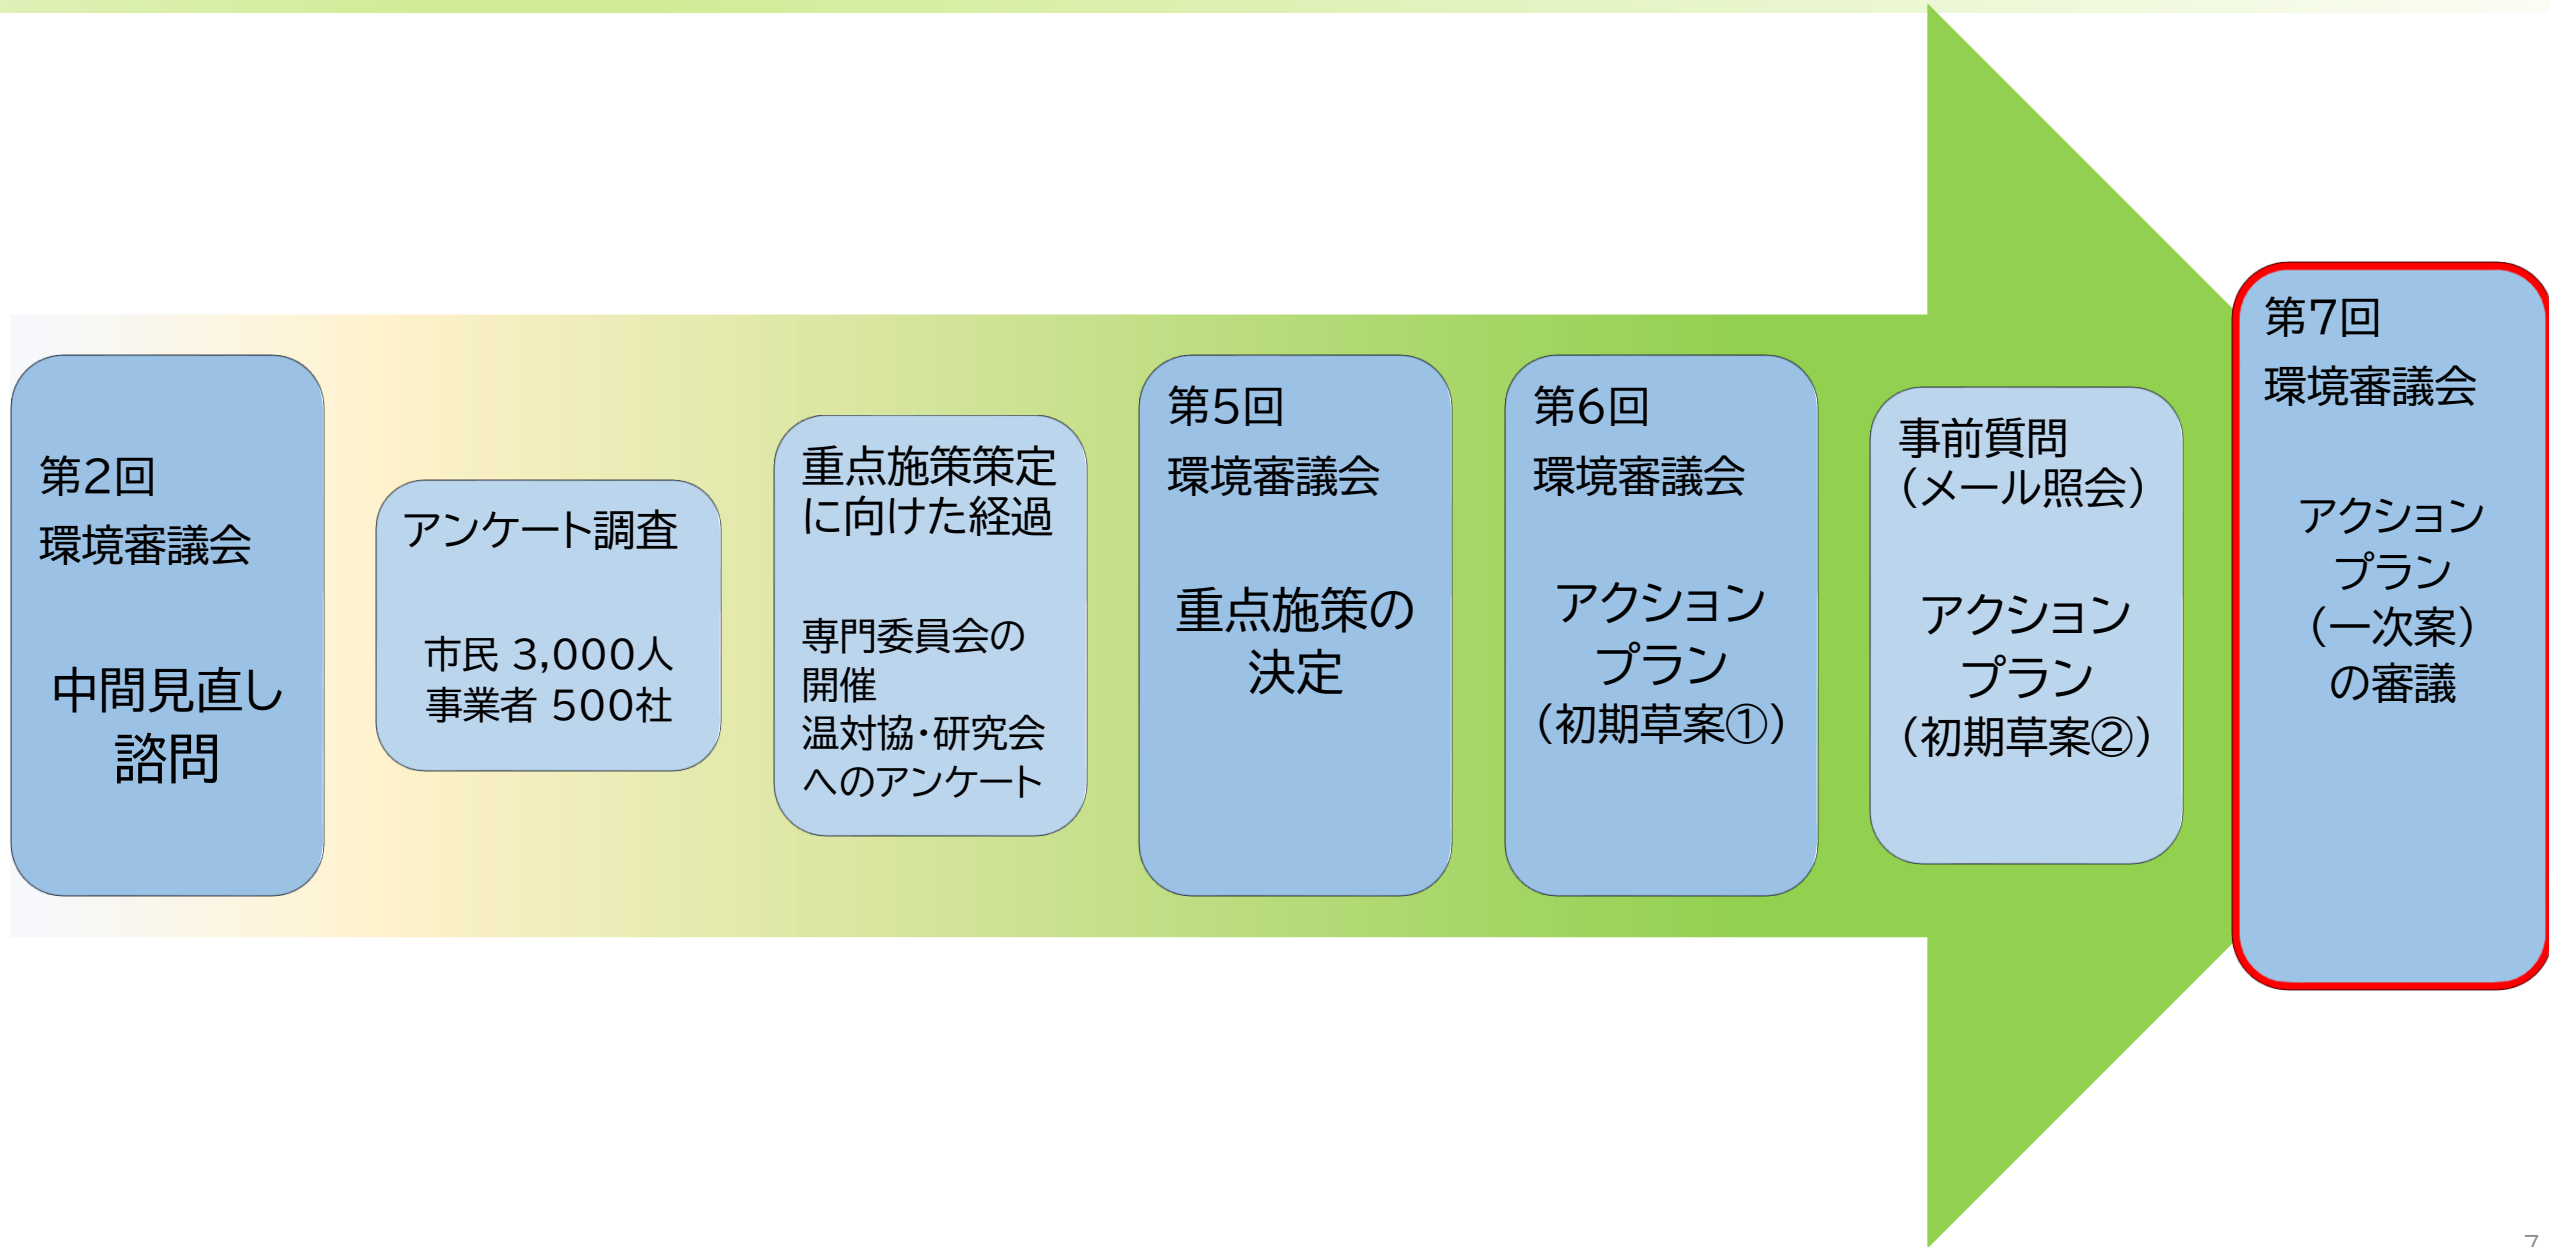 第2回
環境審議会
中間見直し
諮問
アンケート調査
市民 3,000人
事業者 500社
重点施策策定
に向けた経過
専門委員会の
開催
温対協・研究会
へのアンケート
第5回
環境審議会
重点施策の
決定
第6回
環境審議会
アクション
プラン
（初期草案①）
事前質問
（メール照会）
アクション
プラン
（初期草案②）
第7回
環境審議会
アクション
プラン
（一次案）
の審議
7